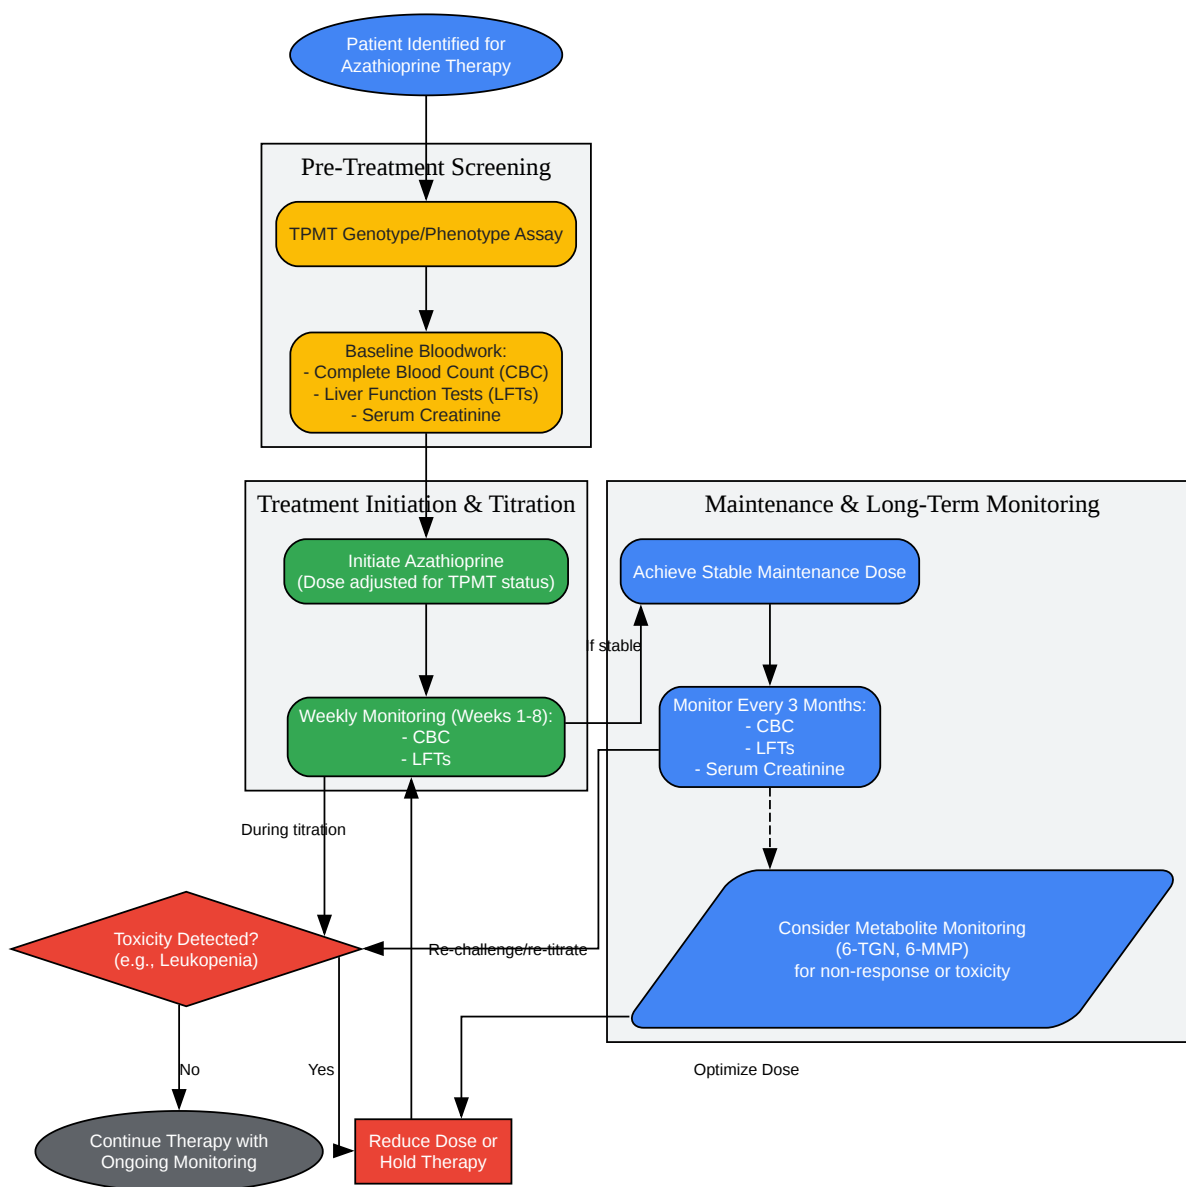 Patient Identified for
Azathioprine Therapy
Pre-Treatment Screening
TPMT Genotype/Phenotype Assay
Baseline Bloodwork:
- Complete Blood Count (CBC)
- Liver Function Tests (LFTs)
- Serum Creatinine
Treatment Initiation & Titration
Initiate Azathioprine
(Dose adjusted for TPMT status)
Weekly Monitoring (Weeks 1-8):
- CBC
- LFTs
If stable
Maintenance & Long-Term Monitoring
Achieve Stable Maintenance Dose
Monitor Every 3 Months:
- CBC
- LFTs
- Serum Creatinine
Consider Metabolite Monitoring
(6-TGN, 6-MMP)
for non-response or toxicity
During titration
Toxicity Detected?
(e.g., Leukopenia)
Re-challenge/re-titrate
No
Yes
Optimize Dose
Continue Therapy with
Ongoing Monitoring
Reduce Dose or
Hold Therapy